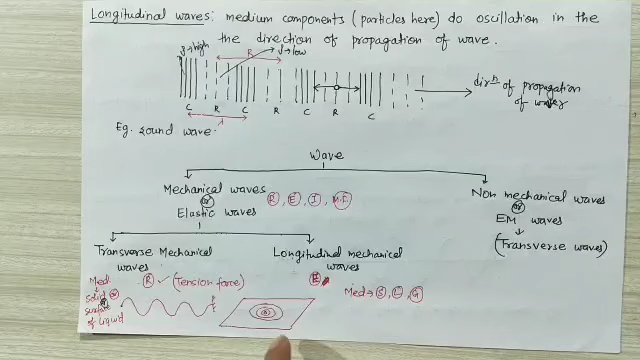 Longitudinal waves: medium components (particles here) do oscillation in the
the direction of propagation of wave.
ρ→high
ρ→low
R
C R C R C R C
λ
dirⁿ of propagation
of wave
Eg. sound wave.
Wave
Mechanical waves
or
Elastic waves
R, E, I, M.F.
Non mechanical waves
or
EM waves
(Transverse waves)
Transverse Mechanical
waves
Longitudinal mechanical
waves
Med.
R ✓ (Tension force)
Solid or
surface
of liquid
E
Med → S, L, G